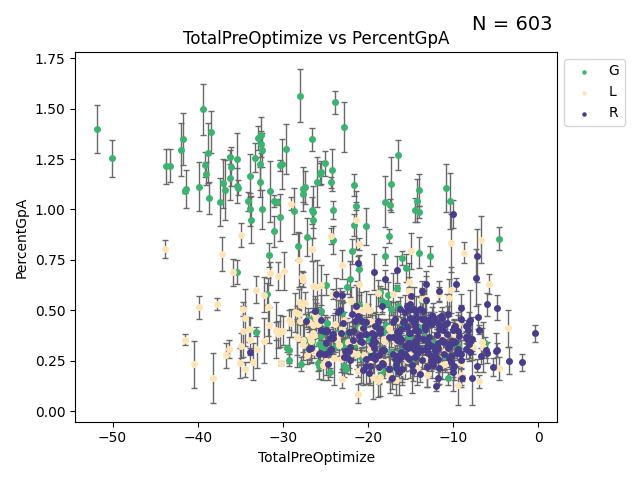 N = 603
TotalPreOptimize vs PercentGpA
G
L
R
PercentGpA
1.75
1.50
1.25
1.00
0.75
0.50
0.25
0.00
−50
−40
−30
−20
−10
0
TotalPreOptimize